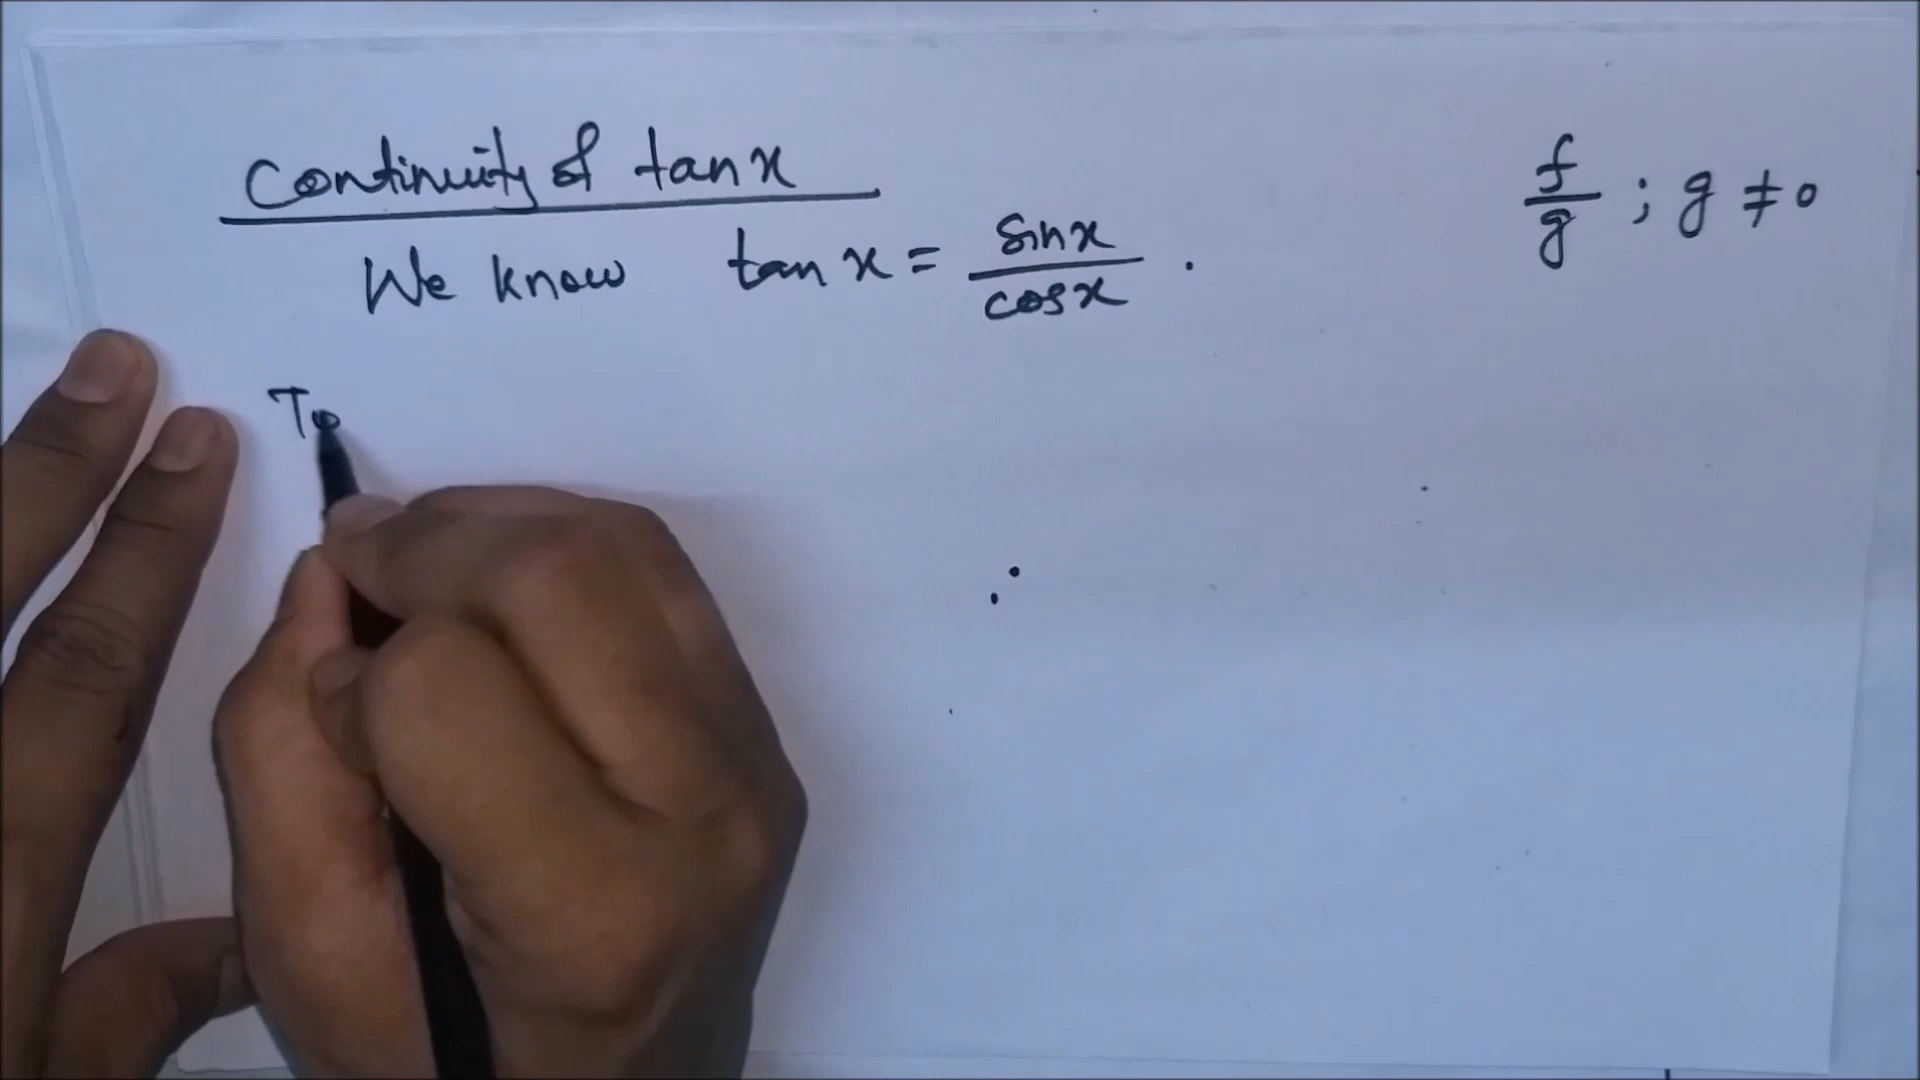 Continuity of tan x
We know tan x = sin x / cos x .
f / g ; g ≠ 0
To